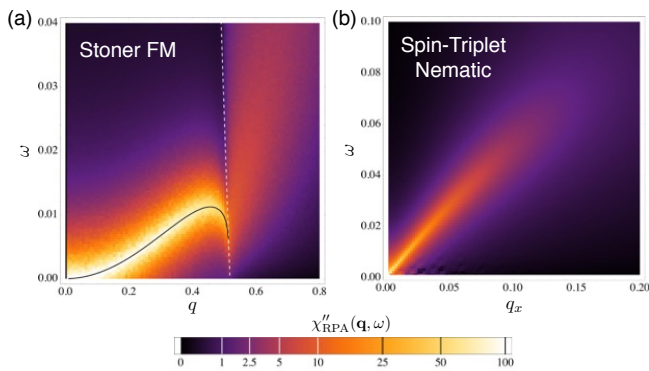 (a)
Stoner FM
0.04
0.03
0.02
0.01
0.00
ω
0.0 0.2 0.4 0.6 0.8
q
(b)
Spin-Triplet
Nematic
0.10
0.08
0.06
0.04
0.02
0.00
ω
0.00 0.05 0.10 0.15 0.20
qₓ
χ″RPA(q, ω)
0 1 2.5 5 10 25 50 100